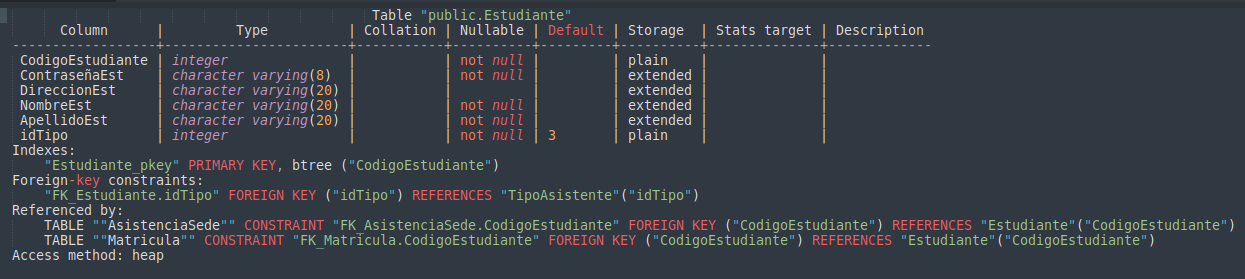 Table "public.Estudiante"
Column | Type | Collation | Nullable | Default | Storage | Stats target | Description
------------------+-----------------------+-----------+----------+---------+----------+--------------+-------------
CodigoEstudiante | integer | | not null | | plain | |
ContraseñaEst | character varying(8) | | not null | | extended | |
DireccionEst | character varying(20) | | | | extended | |
NombreEst | character varying(20) | | not null | | extended | |
ApellidoEst | character varying(20) | | not null | | extended | |
idTipo | integer | | not null | 3 | plain | |
Indexes:
"Estudiante_pkey" PRIMARY KEY, btree ("CodigoEstudiante")
Foreign-key constraints:
"FK_Estudiante.idTipo" FOREIGN KEY ("idTipo") REFERENCES "TipoAsistente"("idTipo")
Referenced by:
TABLE ""AsistenciaSede"" CONSTRAINT "FK_AsistenciaSede.CodigoEstudiante" FOREIGN KEY ("CodigoEstudiante") REFERENCES "Estudiante"("CodigoEstudiante")
TABLE ""Matricula"" CONSTRAINT "FK_Matricula.CodigoEstudiante" FOREIGN KEY ("CodigoEstudiante") REFERENCES "Estudiante"("CodigoEstudiante")
Access method: heap